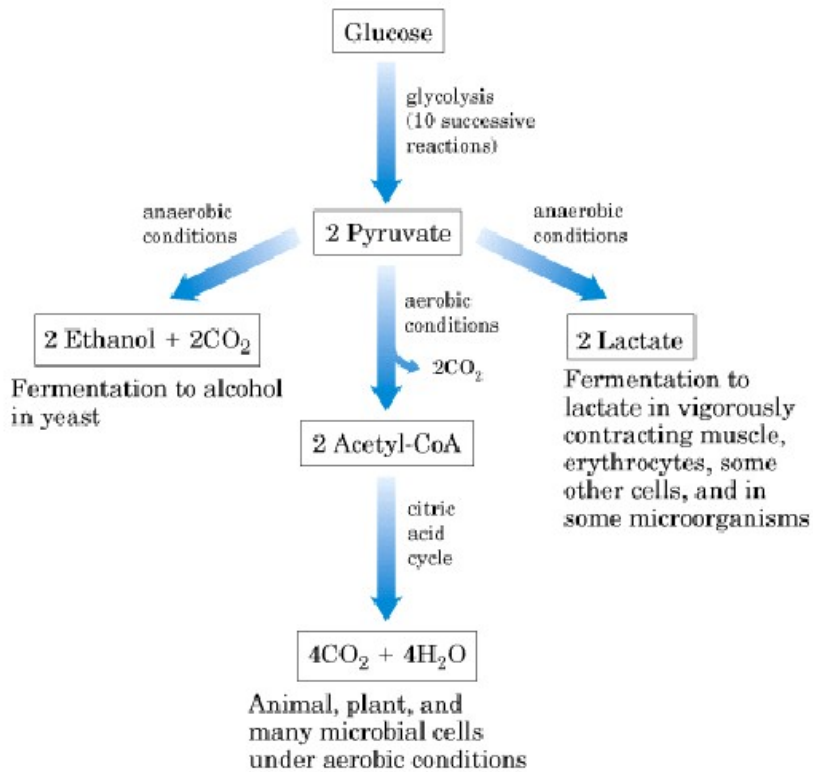 Glucose
glycolysis
(10 successive
reactions)
anaerobic
conditions
2 Pyruvate
anaerobic
conditions
2 Ethanol + 2CO₂
Fermentation to alcohol
in yeast
aerobic
conditions
2CO₂
2 Lactate
Fermentation to
lactate in vigorously
contracting muscle,
erythrocytes, some
other cells, and in
some microorganisms
2 Acetyl-CoA
citric
acid
cycle
4CO₂ + 4H₂O
Animal, plant, and
many microbial cells
under aerobic conditions